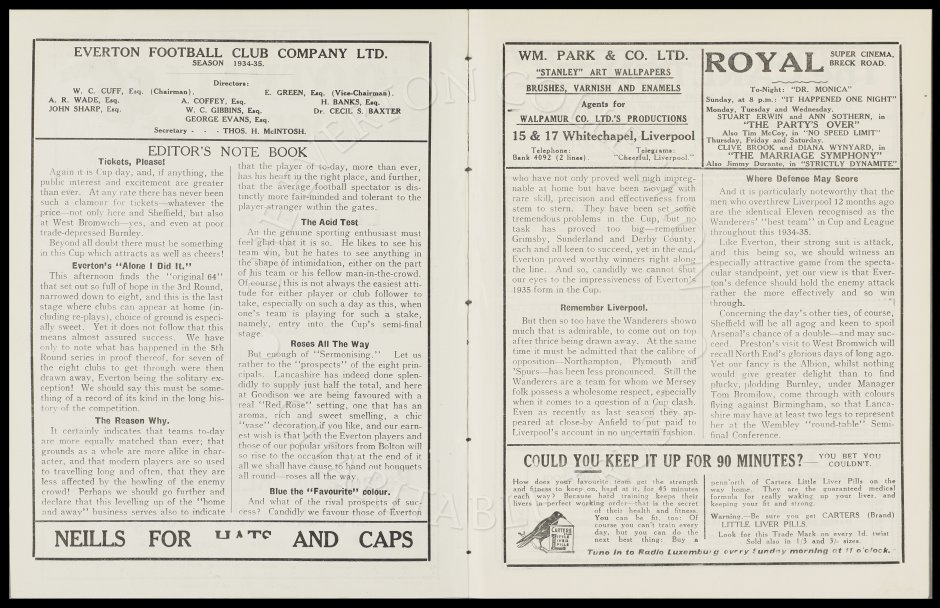 EVERTON FOOTBALL CLUB COMPANY LTD.
SEASON 1934-35.
Directors:
W. C. CUFF, Esq. (Chairman), E. GREEN, Esq. (Vice-Chairman).
A. R. WADE, Esq. A. COFFEY, Esq. H. BANKS, Esq.
JOHN SHARP, Esq. W. C. GIBBINS, Esq. Dr. CECIL S. BAXTER
GEORGE EVANS, Esq.
Secretary - - - THOS. H. McINTOSH.
EDITOR'S NOTE BOOK
Tickets, Please!
Again it is Cup day, and, if anything, the
public interest and excitement are greater
than ever. At any rate there has never been
such a clamour for tickets—whatever the
price—not only here and Sheffield, but also
at West Bromwich—yes, and even at poor
trade-depressed Burnley.
Beyond all doubt there must be something
in this Cup which attracts as well as cheers!
Everton's "Alone I Did It."
This afternoon finds the "original 64"
that set out so full of hope in the 3rd Round,
narrowed down to eight, and this is the last
stage where clubs can appear at home (in-
cluding re-plays), choice of ground is especi-
ally sweet. Yet it does not follow that this
means almost assured success. We have
only to note what has happened in the 5th
Round series in proof thereof, for seven of
the eight clubs to get through were then
drawn away, Everton being the solitary ex-
ception! We should say this must be some-
thing of a record of its kind in the long his-
tory of the competition.
The Reason Why.
It certainly indicates that teams to-day
are more equally matched than ever; that
grounds as a whole are more alike in char-
acter, and that modern players are so used
to travelling long and often, that they are
less affected by the howling of the enemy
crowd! Perhaps we should go further and
declare that this levelling up of the "home
and away" business serves also to indicate
that the player of to-day, more than ever,
has his heart in the right place, and further,
that the average football spectator is dis-
tinctly more fair-minded and tolerant to the
player-stranger within the gates.
The Acid Test
An the genuine sporting enthusiast must
feel glad that it is so. He likes to see his
team win, but he hates to see anything in
the shape of intimidation, either on the part
of his team or his fellow man-in-the-crowd.
Of course, this is not always the easiest atti-
tude for either player or club follower to
take, especially on such a day as this, when
one's team is playing for such a stake,
namely, entry into the Cup's semi-final
stage.
Roses All The Way
But enough of "Sermonising." Let us
rather to the "prospects" of the eight prin-
cipals. Lancashire has indeed done splen-
didly to supply just half the total, and here
at Goodison we are being favoured with a
real "Red Rose" setting, one that has an
aroma, rich and sweet smelling, a chic
"vase" decoration if you like, and our earn-
est wish is that both the Everton players and
those of our popular visitors from Bolton will
so rise to the occasion that at the end of it
all we shall have cause to hand out bouquets
all round—roses all the way.
Blue the "Favourite" colour.
And what of the rival prospects of suc-
cess? Candidly we favour those of Everton
NEILLS FOR HATS AND CAPS
WM. PARK & CO. LTD.
"STANLEY" ART WALLPAPERS
BRUSHES, VARNISH AND ENAMELS
Agents for
WALPAMUR CO. LTD.'S PRODUCTIONS
15 & 17 Whitechapel, Liverpool
Telephone: Telegrams:
Bank 4092 (2 lines). "Cheerful, Liverpool."
ROYAL SUPER CINEMA,
BRECK ROAD.
To-Night: "DR. MONICA"
Sunday, at 8 p.m.: "IT HAPPENED ONE NIGHT"
Monday, Tuesday and Wednesday.
STUART ERWIN and ANN SOTHERN, in
"THE PARTY'S OVER"
Also Tim McCoy, in "NO SPEED LIMIT"
Thursday, Friday and Saturday.
CLIVE BROOK and DIANA WYNYARD, in
"THE MARRIAGE SYMPHONY"
Also Jimmy Durante, in "STRICTLY DYNAMITE"
who have not only proved well nigh impreg-
nable at home but have been moving with
rare skill, precision and effectiveness from
stem to stern. They have been set some
tremendous problems in the Cup, but no
task has proved too big—remember
Grimsby, Sunderland and Derby County,
each and all keen to succeed, yet in the end
Everton proved worthy winners right along
the line. And so, candidly we cannot shut
our eyes to the impressiveness of Everton's
1935 form in the Cup.
Remember Liverpool.
But then so too have the Wanderers shown
much that is admirable, to come out on top
after thrice being drawn away. At the same
time it must be admitted that the calibre of
opposition—Northampton, Plymouth and
'Spurs—has been less pronounced. Still the
Wanderers are a team for whom we Mersey
folk possess a wholesome respect, especially
when it comes to a question of a Cup clash.
Even as recently as last season they ap-
peared at close-by Anfield to put paid to
Liverpool's account in no uncertain fashion.
Where Defence May Score
And it is particularly noteworthy that the
men who overthrew Liverpool 12 months ago
are the identical Eleven recognised as the
Wanderers' "best team" in Cup and League
throughout this 1934-35.
Like Everton, their strong suit is attack,
and this being so, we should witness an
especially attractive game from the specta-
cular standpoint, yet our view is that Ever-
ton's defence should hold the enemy attack
rather the more effectively and so win
through.
Concerning the day's other ties, of course,
Sheffield will be all agog and keen to spoil
Arsenal's chance of a double—and may suc-
ceed. Preston's visit to West Bromwich will
recall North End's glorious days of long ago.
Yet our fancy is the Albion, whilst nothing
would give greater delight than to find
plucky, plodding Burnley, under Manager
Tom Bromilow, come through with colours
flying against Birmingham, so that Lanca-
shire may have at least two legs to represent
her at the Wembley "round-table" Semi-
final Conference.
COULD YOU KEEP IT UP FOR 90 MINUTES?— YOU BET YOU
COULDN'T.
How does your favourite team get the strength
and fitness to keep on, hard at it, for 45 minutes
each way? Because hard training keeps their
livers in perfect working order—that is the secret
of their health and fitness.
You can be fit, too: Of
course you can't train every
day, but you can do the
next best thing: Buy a
CARTERS
LITTLE
LIVER
PILLS
penn'orth of Carters Little Liver Pills on the
way home. They are the guaranteed medical
formula for really waking up your liver, and
keeping your fit and strong.
Warning.—Be sure you get CARTERS (Brand)
LITTLE LIVER PILLS.
Look for this Trade Mark on every 1d. twist
Sold also in 1/3 and 3/- sizes.
Tune in to Radio Luxemburg every Sunday morning at 11 o'clock.